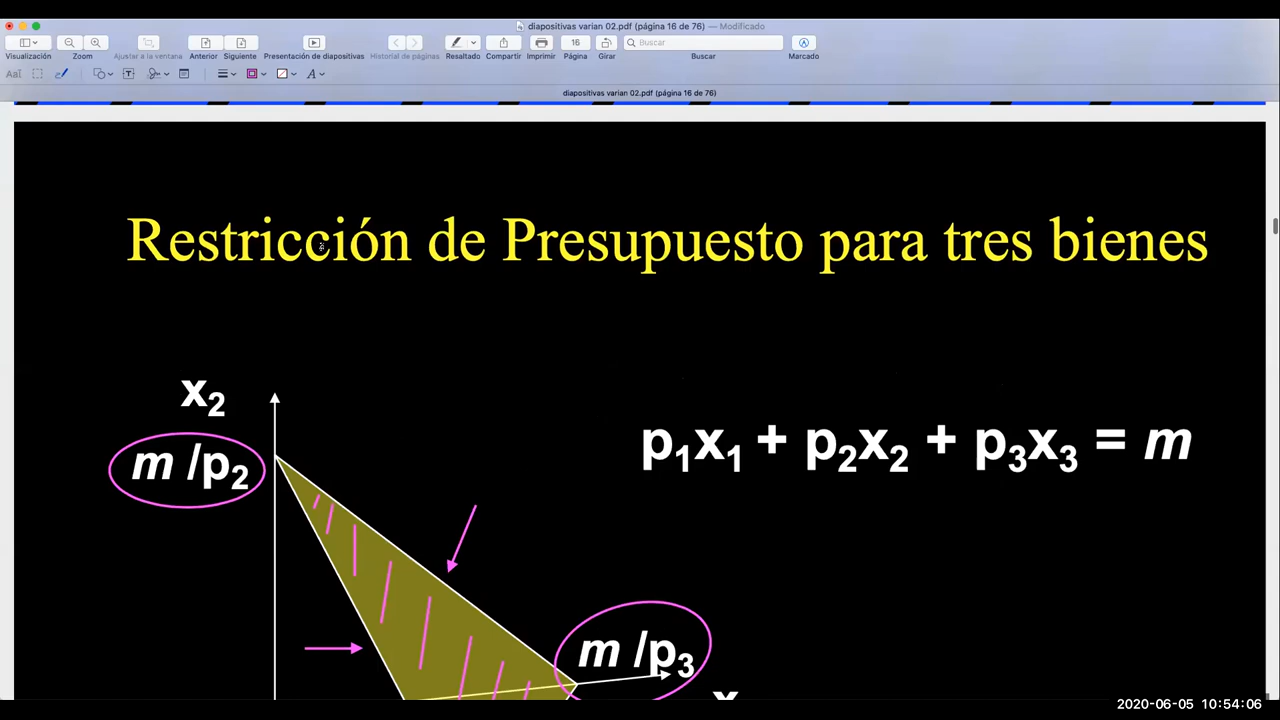 diapositivas varian 02.pdf (página 16 de 76) — Modificado
16
Buscar
Visualización Zoom Ajustar a la ventana Anterior Siguiente Presentación de diapositivas Historial de páginas Resaltado Compartir Imprimir Página Girar Buscar Marcado
diapositivas varian 02.pdf (página 16 de 76)
Restricción de Presupuesto para tres bienes
x₂
m /p₂
p₁x₁ + p₂x₂ + p₃x₃ = m
m /p₃
2020-06-05 10:54:06